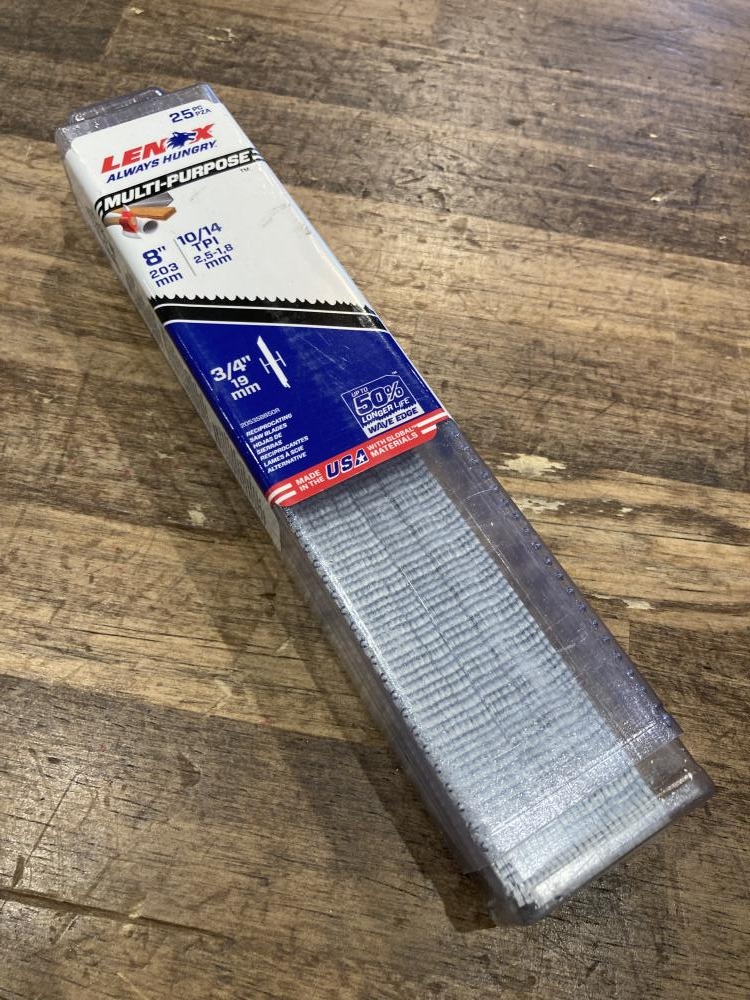 25 PC
PZA
LENOX
ALWAYS HUNGRY.
MULTI-PURPOSE™
8"
203
mm
10/14
TPI
2,5-1,8
mm
3/4"
19
mm
UP TO
50%
LONGER LIFE
WAVE EDGE™
RECIPROCATING
SAW BLADES
HOJAS DE
SIERRAS
RECIPROCANTES
LAMES À SCIE
ALTERNATIVE
MADE
IN THE
USA
WITH GLOBAL
MATERIALS